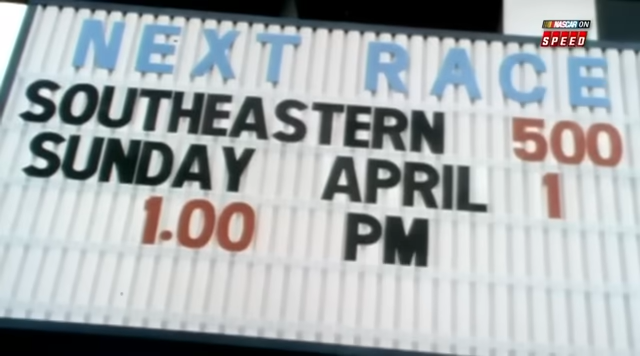 NASCAR ON
SPEED
NEXT RACE
SOUTHEASTERN 500
SUNDAY APRIL 1
1.00 PM